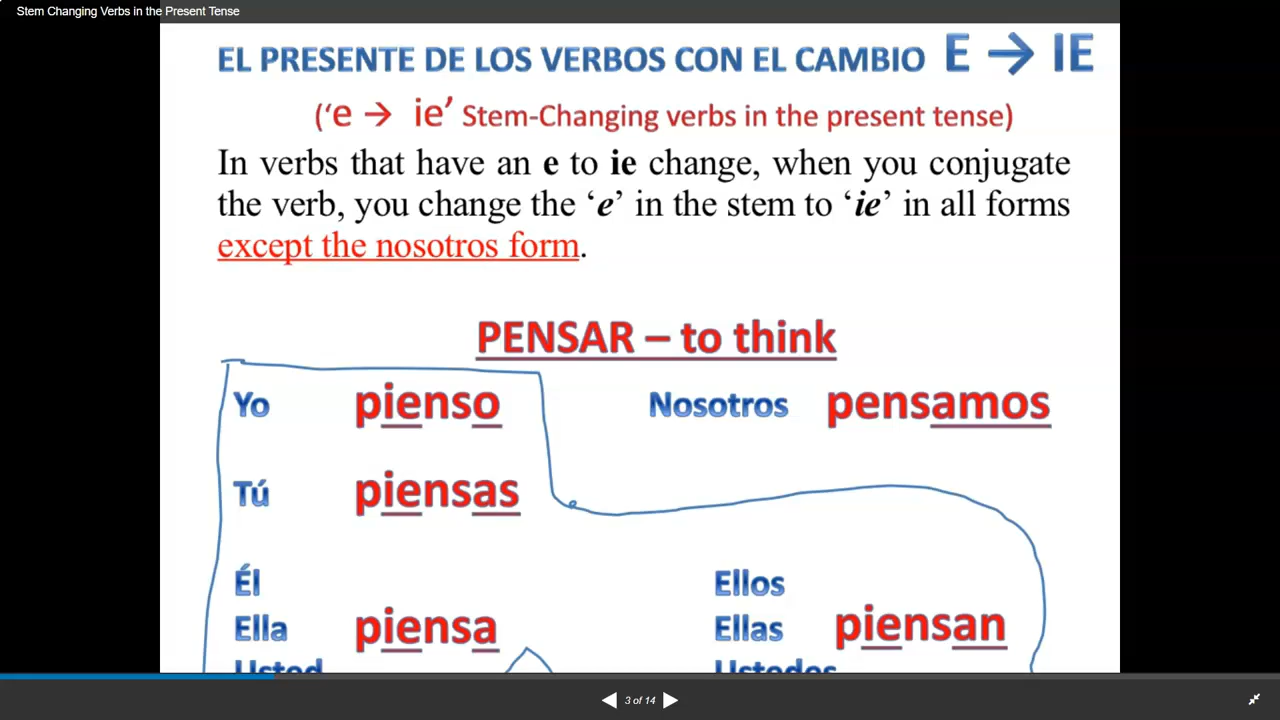 Stem Changing Verbs in the Present Tense
EL PRESENTE DE LOS VERBOS CON EL CAMBIO E → IE
(‘e → ie’ Stem-Changing verbs in the present tense)
In verbs that have an e to ie change, when you conjugate
the verb, you change the ‘e’ in the stem to ‘ie’ in all forms
except the nosotros form.
PENSAR – to think
Yo pienso Nosotros pensamos
Tú piensas
Él Ellos
Ella piensa Ellas piensan
Usted Ustedes
3 of 14